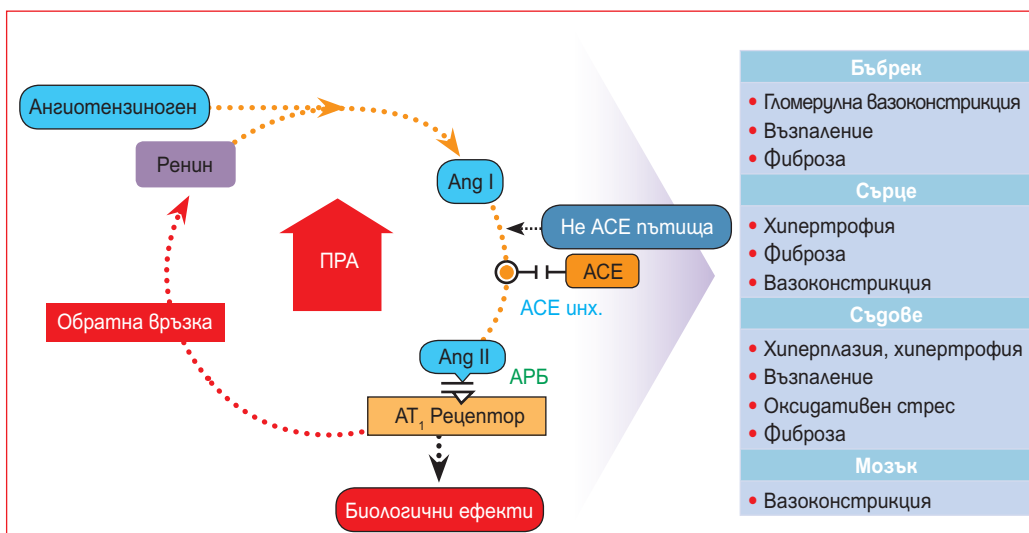 Ангиотензиноген
Ренин
Ang I
Не АСЕ пътища
ПРА
АСЕ
АСЕ инх.
Обратна връзка
Ang II
АРБ
АТ₁ Рецептор
Биологични ефекти
Бъбрек
• Гломерулна вазоконстрикция
• Възпаление
• Фиброза
Сърце
• Хипертрофия
• Фиброза
• Вазоконстрикция
Съдове
• Хиперплазия, хипертрофия
• Възпаление
• Оксидативен стрес
• Фиброза
Мозък
• Вазоконстрикция